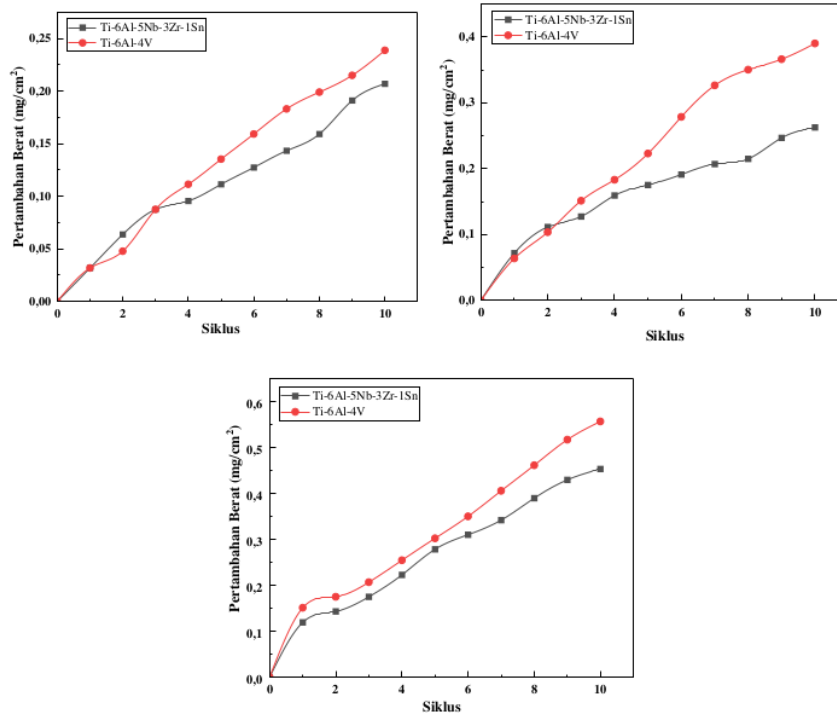 Ti-6Al-5Nb-3Zr-1Sn
Ti-6Al-4V
Pertambahan Berat (mg/cm²)
0,25
0,20
0,15
0,10
0,05
0,00
0 2 4 6 8 10
Siklus
Ti-6Al-5Nb-3Zr-1Sn
Ti-6Al-4V
Pertambahan Berat (mg/cm²)
0,4
0,3
0,2
0,1
0,0
0 2 4 6 8 10
Siklus
Ti-6Al-5Nb-3Zr-1Sn
Ti-6Al-4V
Pertambahan Berat (mg/cm²)
0,6
0,5
0,4
0,3
0,2
0,1
0,0
0 2 4 6 8 10
Siklus